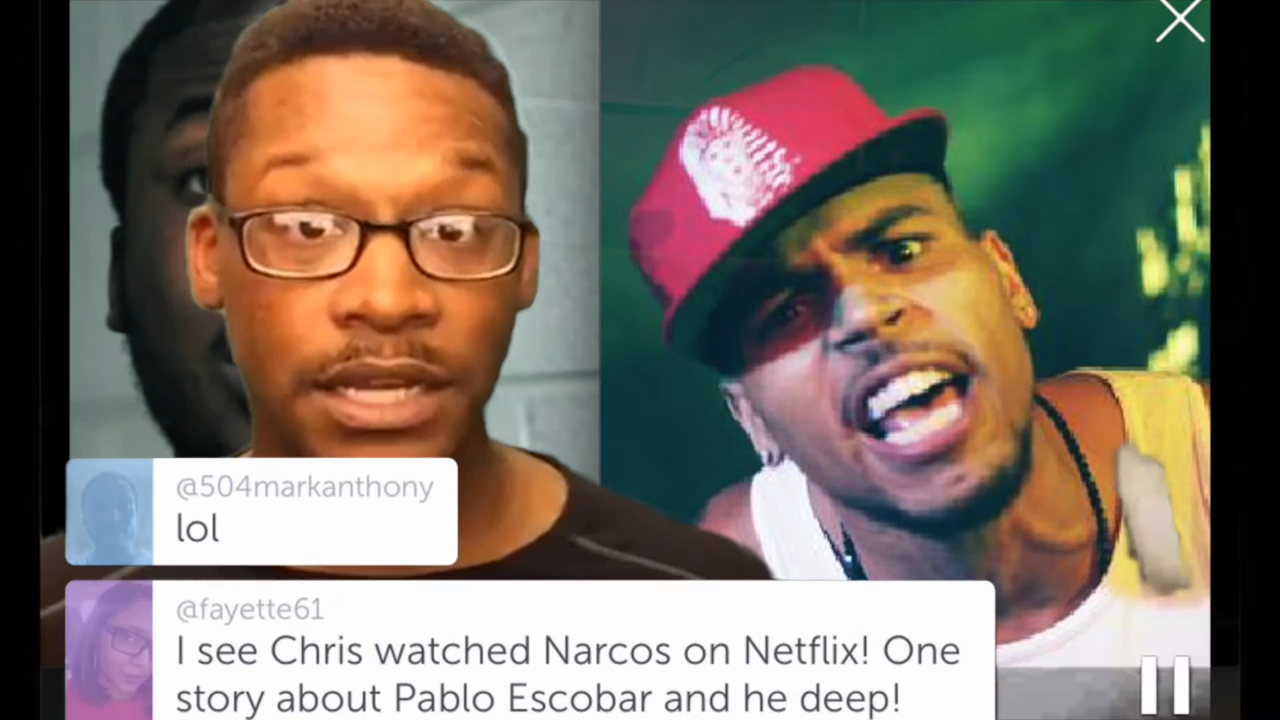 @504markanthony
lol
@fayette61
I see Chris watched Narcos on Netflix! One
story about Pablo Escobar and he deep!